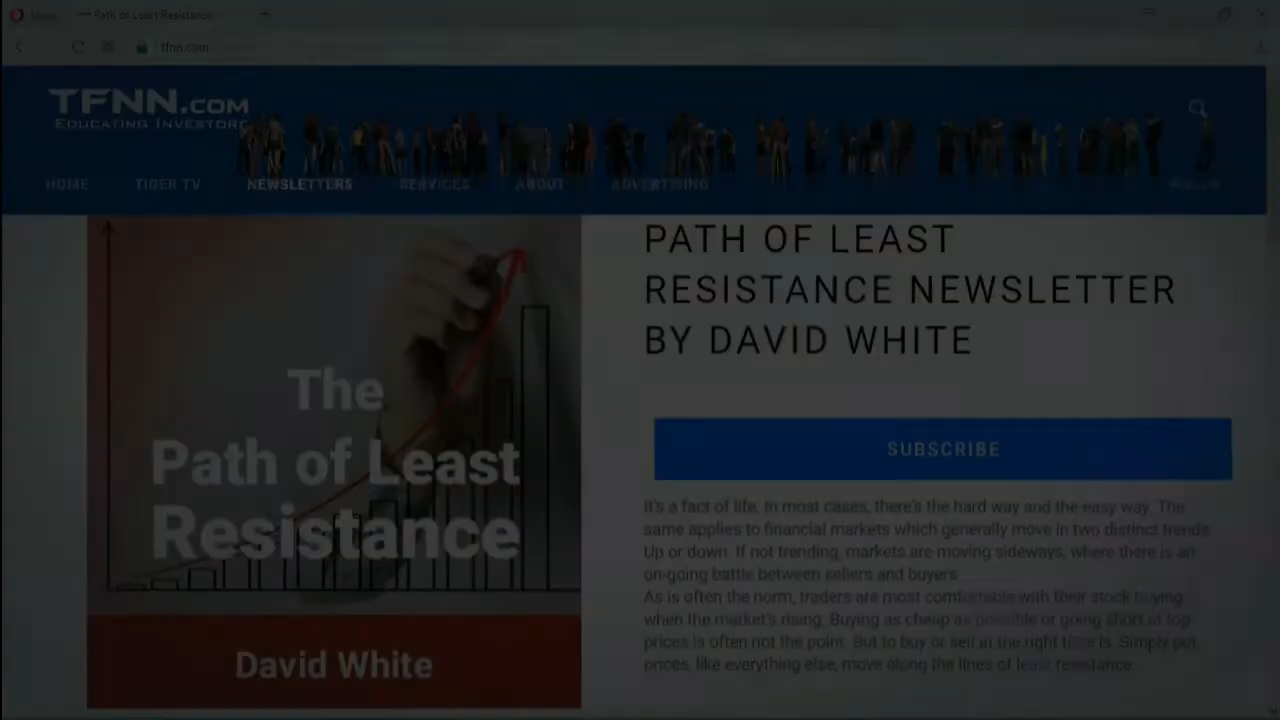 Path of Least Resistance
tfnn.com
TFNN.COM
EDUCATING INVESTORS
HOME TIGER TV NEWSLETTERS SERVICES ABOUT ADVERTISING
PATH OF LEAST
RESISTANCE NEWSLETTER
BY DAVID WHITE
The
Path of Least
Resistance
David White
SUBSCRIBE
It's a fact of life. In most cases, there's the hard way and the easy way. The
same applies to financial markets which generally move in two distinct trends
Up or down. If not trending, markets are moving sideways, where there is an
on-going battle between sellers and buyers
As is often the norm, traders are most comfortable with their stock buying
when the market's rising. Buying as cheap as possible or going short at top
prices is often not the point. But to buy or sell at the right time is. Simply put,
prices, like everything else, move along the lines of least resistance.